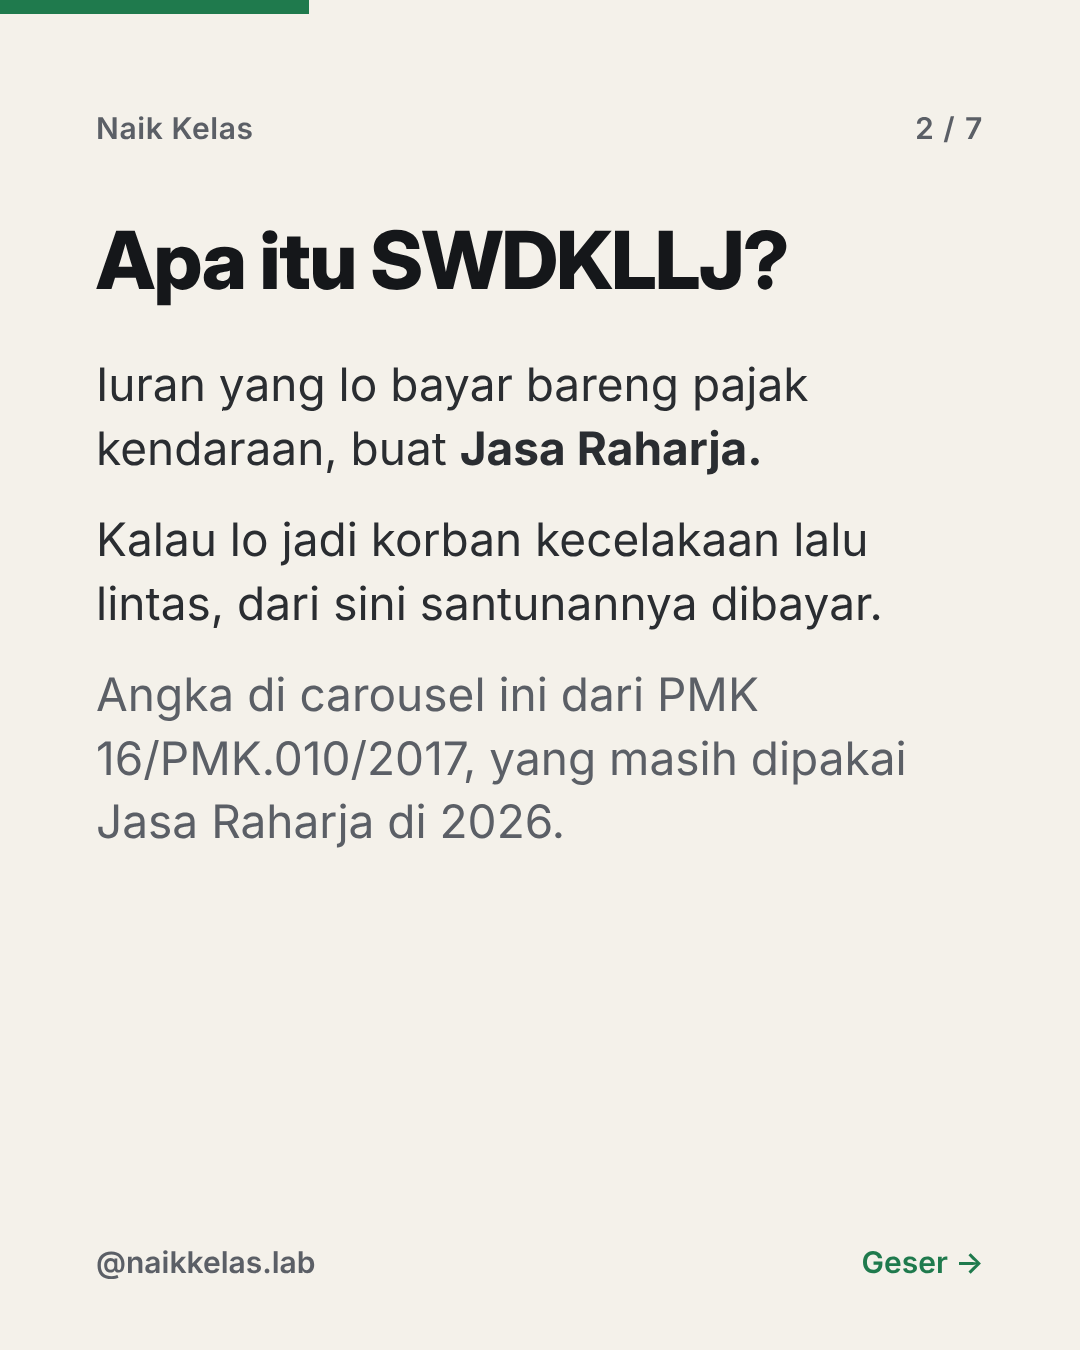 Naik Kelas
2 / 7
Apa itu SWDKLLJ?
Iuran yang lo bayar bareng pajak
kendaraan, buat Jasa Raharja.
Kalau lo jadi korban kecelakaan lalu
lintas, dari sini santunannya dibayar.
Angka di carousel ini dari PMK
16/PMK.010/2017, yang masih dipakai
Jasa Raharja di 2026.
@naikkelas.lab
Geser →